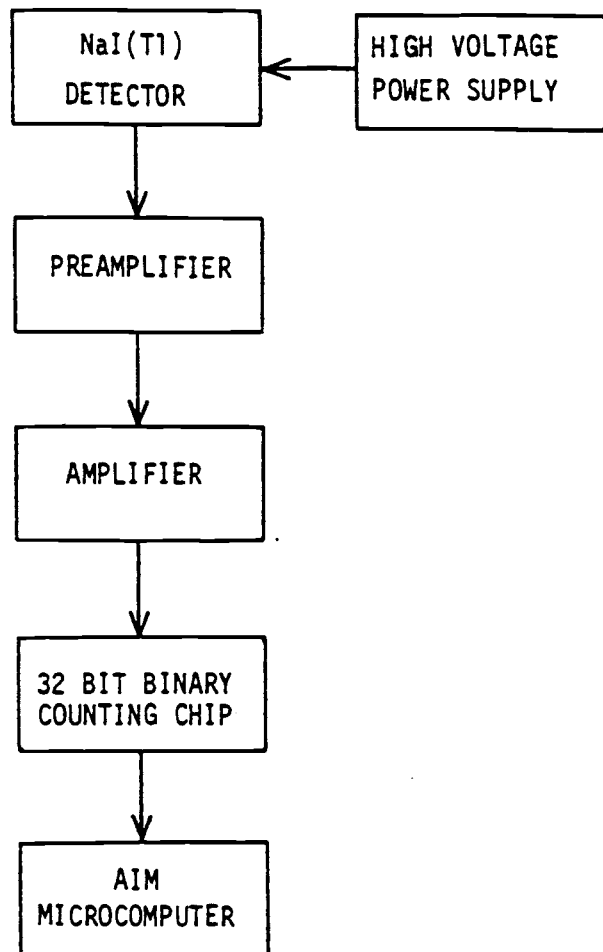 NaI(Tl)
DETECTOR
HIGH VOLTAGE
POWER SUPPLY
PREAMPLIFIER
AMPLIFIER
32 BIT BINARY
COUNTING CHIP
AIM
MICROCOMPUTER